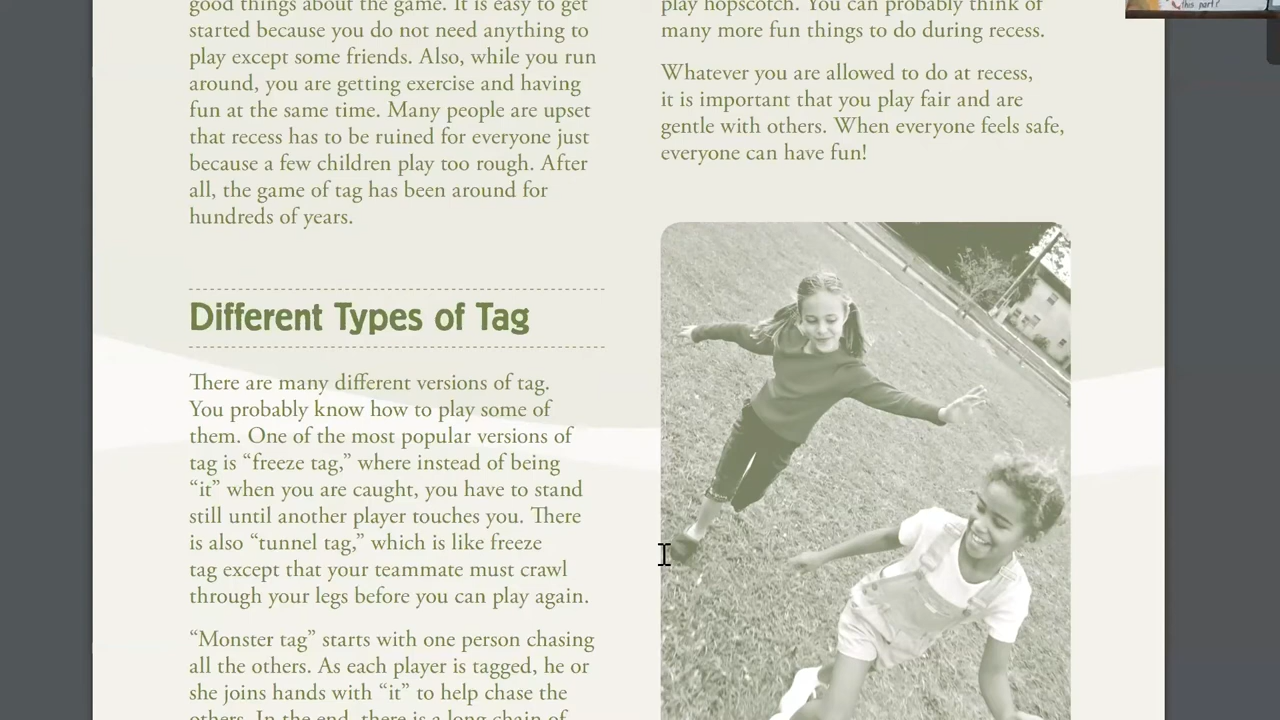 good things about the game. It is easy to get
started because you do not need anything to
play except some friends. Also, while you run
around, you are getting exercise and having
fun at the same time. Many people are upset
that recess has to be ruined for everyone just
because a few children play too rough. After
all, the game of tag has been around for
hundreds of years.
Different Types of Tag
There are many different versions of tag.
You probably know how to play some of
them. One of the most popular versions of
tag is “freeze tag,” where instead of being
“it” when you are caught, you have to stand
still until another player touches you. There
is also “tunnel tag,” which is like freeze
tag except that your teammate must crawl
through your legs before you can play again.
“Monster tag” starts with one person chasing
all the others. As each player is tagged, he or
she joins hands with “it” to help chase the
others. In the end, there is a long chain of
play hopscotch. You can probably think of
many more fun things to do during recess.
Whatever you are allowed to do at recess,
it is important that you play fair and are
gentle with others. When everyone feels safe,
everyone can have fun!
this part?